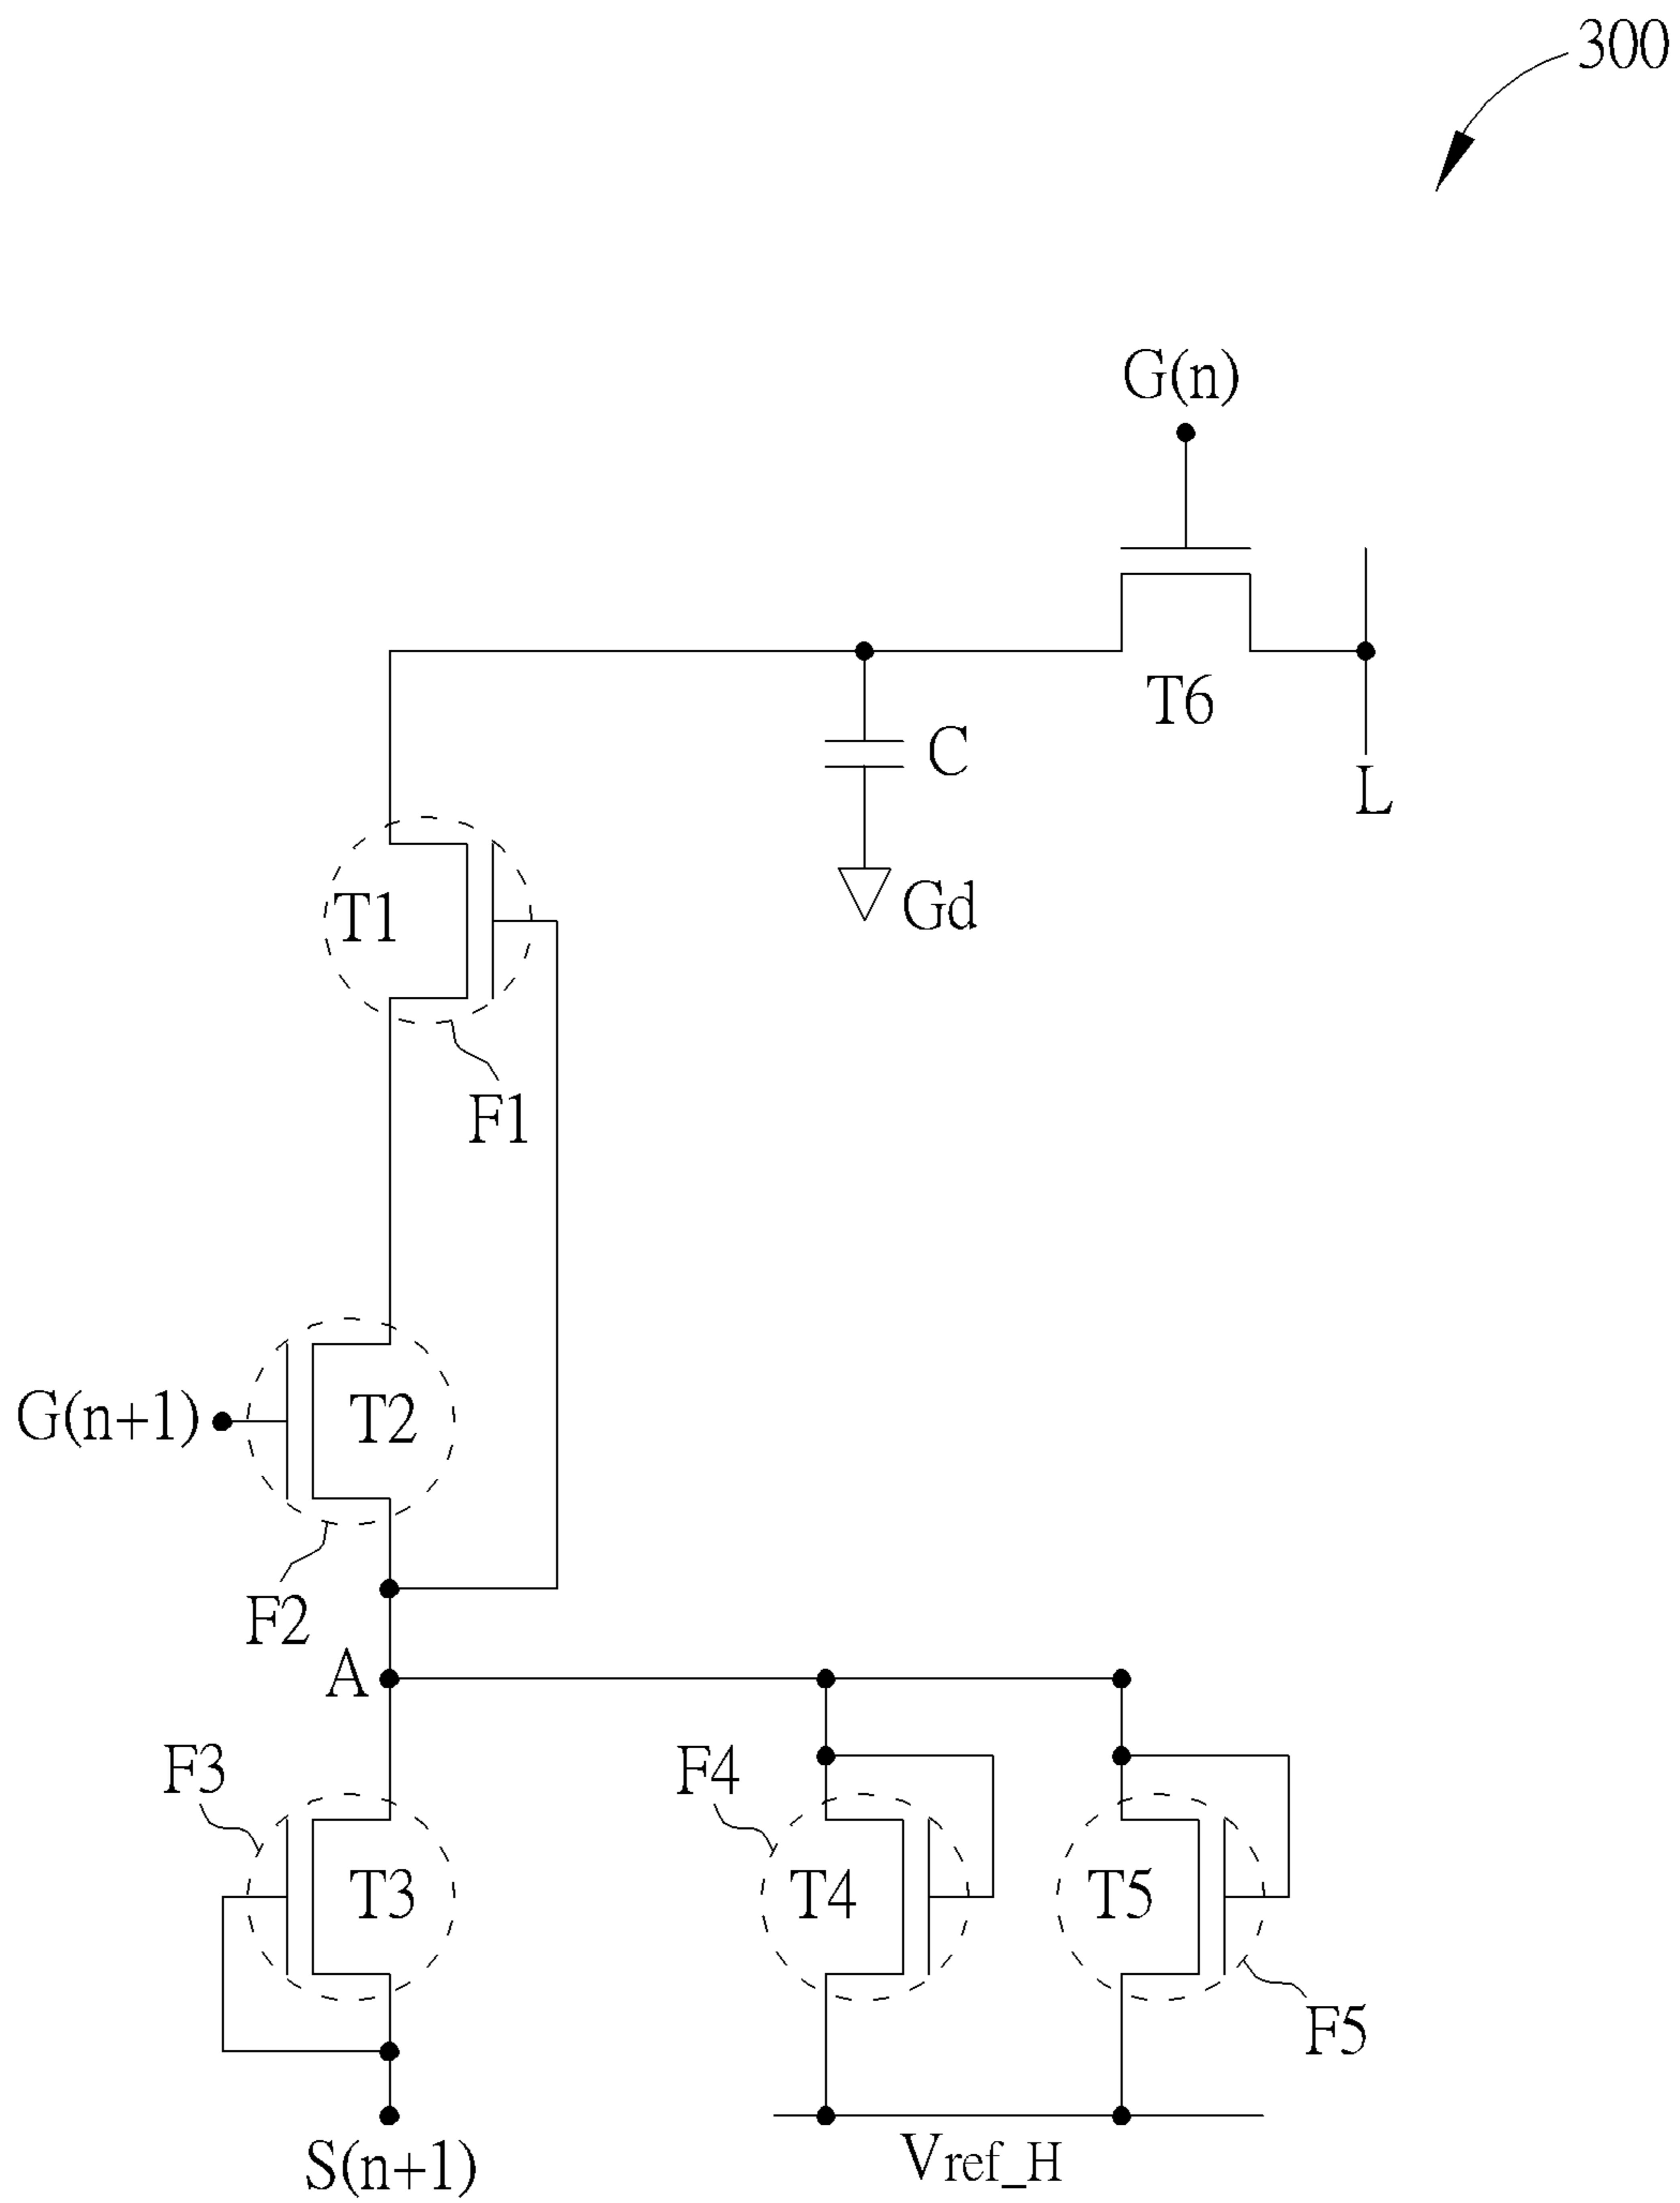 300
G(n)
T6
C
L
T1
Gd
F1
G(n+1)
T2
F2
A
F3
F4
T3
T4
T5
F5
S(n+1)
Vref_H